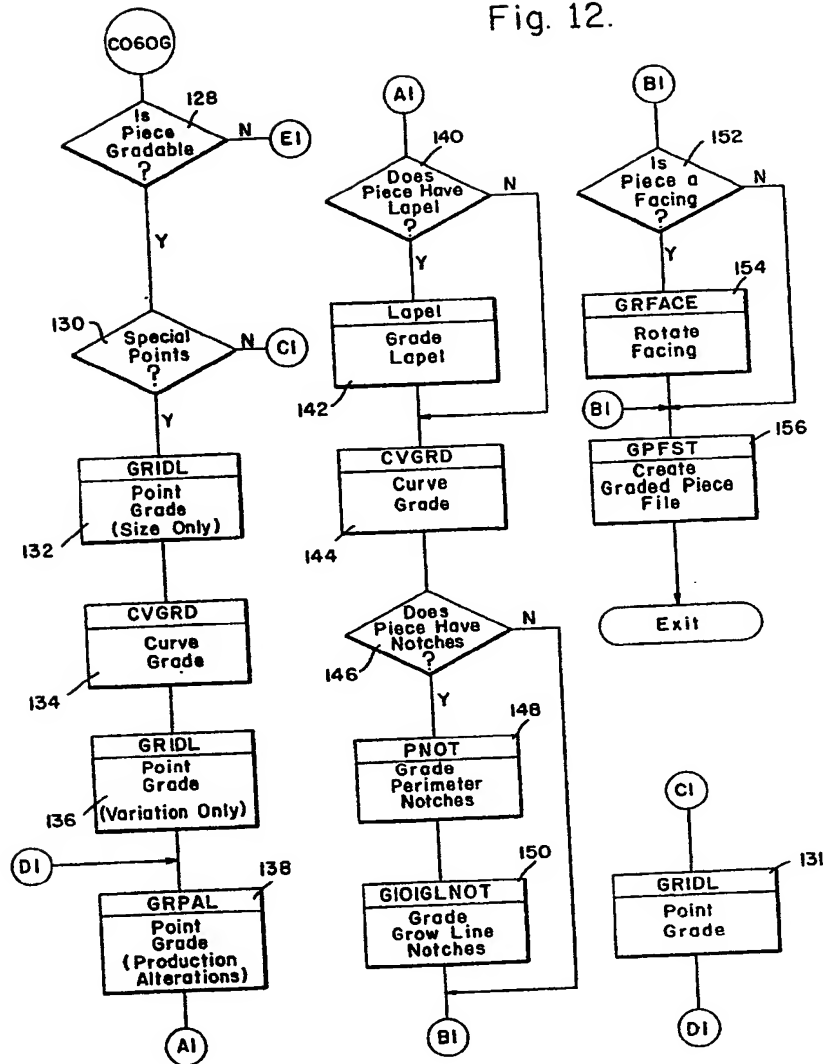 Fig. 12.
CO6OG
128
Is
Piece
Gradable
?
N
E1
Y
130
Special
Points
?
N
C1
Y
GRIDL
Point
Grade
(Size Only)
132
CVGRD
Curve
Grade
134
GRIDL
Point
Grade
(Variation Only)
136
D1
138
GRPAL
Point
Grade
(Production
Alterations)
A1
A1
140
Does
Piece Have
Lapel
?
N
Y
Lapel
Grade
Lapel
142
CVGRD
Curve
Grade
144
Does
Piece Have
Notches
?
N
146
Y
148
PNOT
Grade
Perimeter
Notches
150
GIOIGLNOT
Grade
Grow Line
Notches
B1
B1
152
Is
Piece a
Facing
?
N
Y
154
GRFACE
Rotate
Facing
B1
156
GPFST
Create
Graded Piece
File
Exit
C1
131
GRIDL
Point
Grade
D1